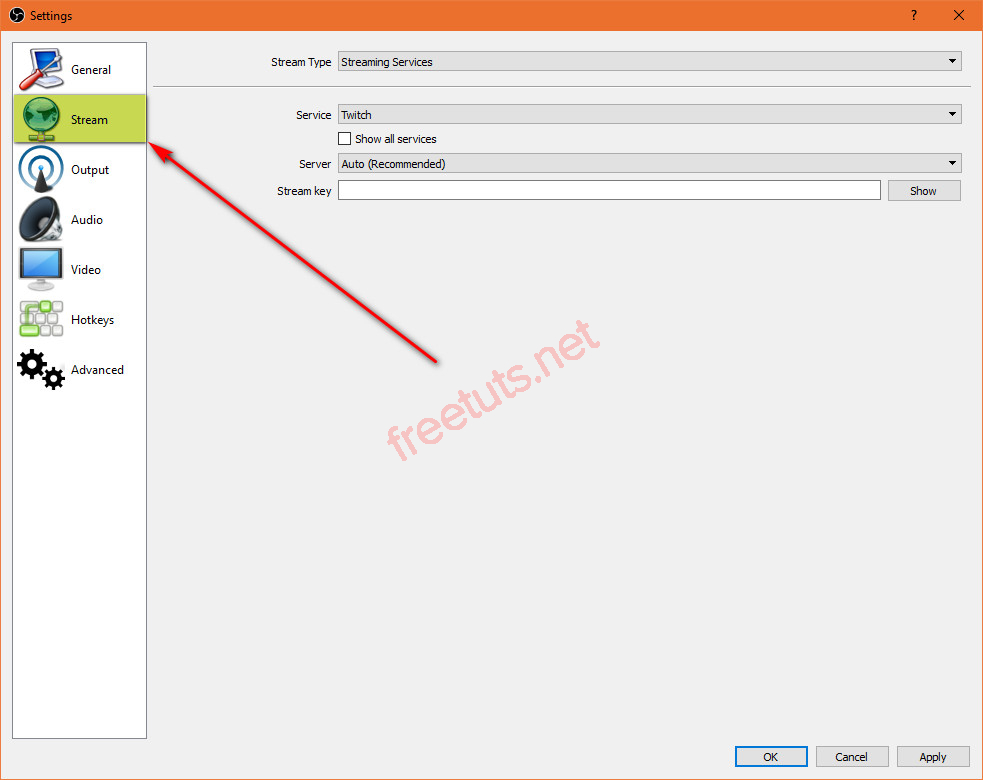 Settings
?
General
Stream
Output
Audio
Video
Hotkeys
Advanced
Stream Type Streaming Services
Service Twitch
Show all services
Server Auto (Recommended)
Stream key Show
freetuts.net
OK Cancel Apply